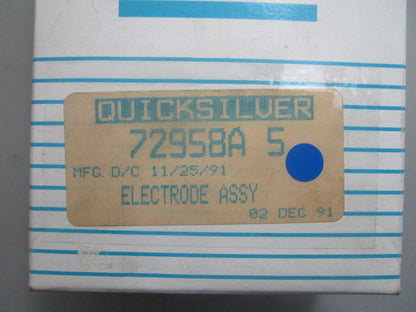 QUICKSILVER
72958A 5
MFG. D/C 11/25/91
ELECTRODE ASSY
02 DEC 91